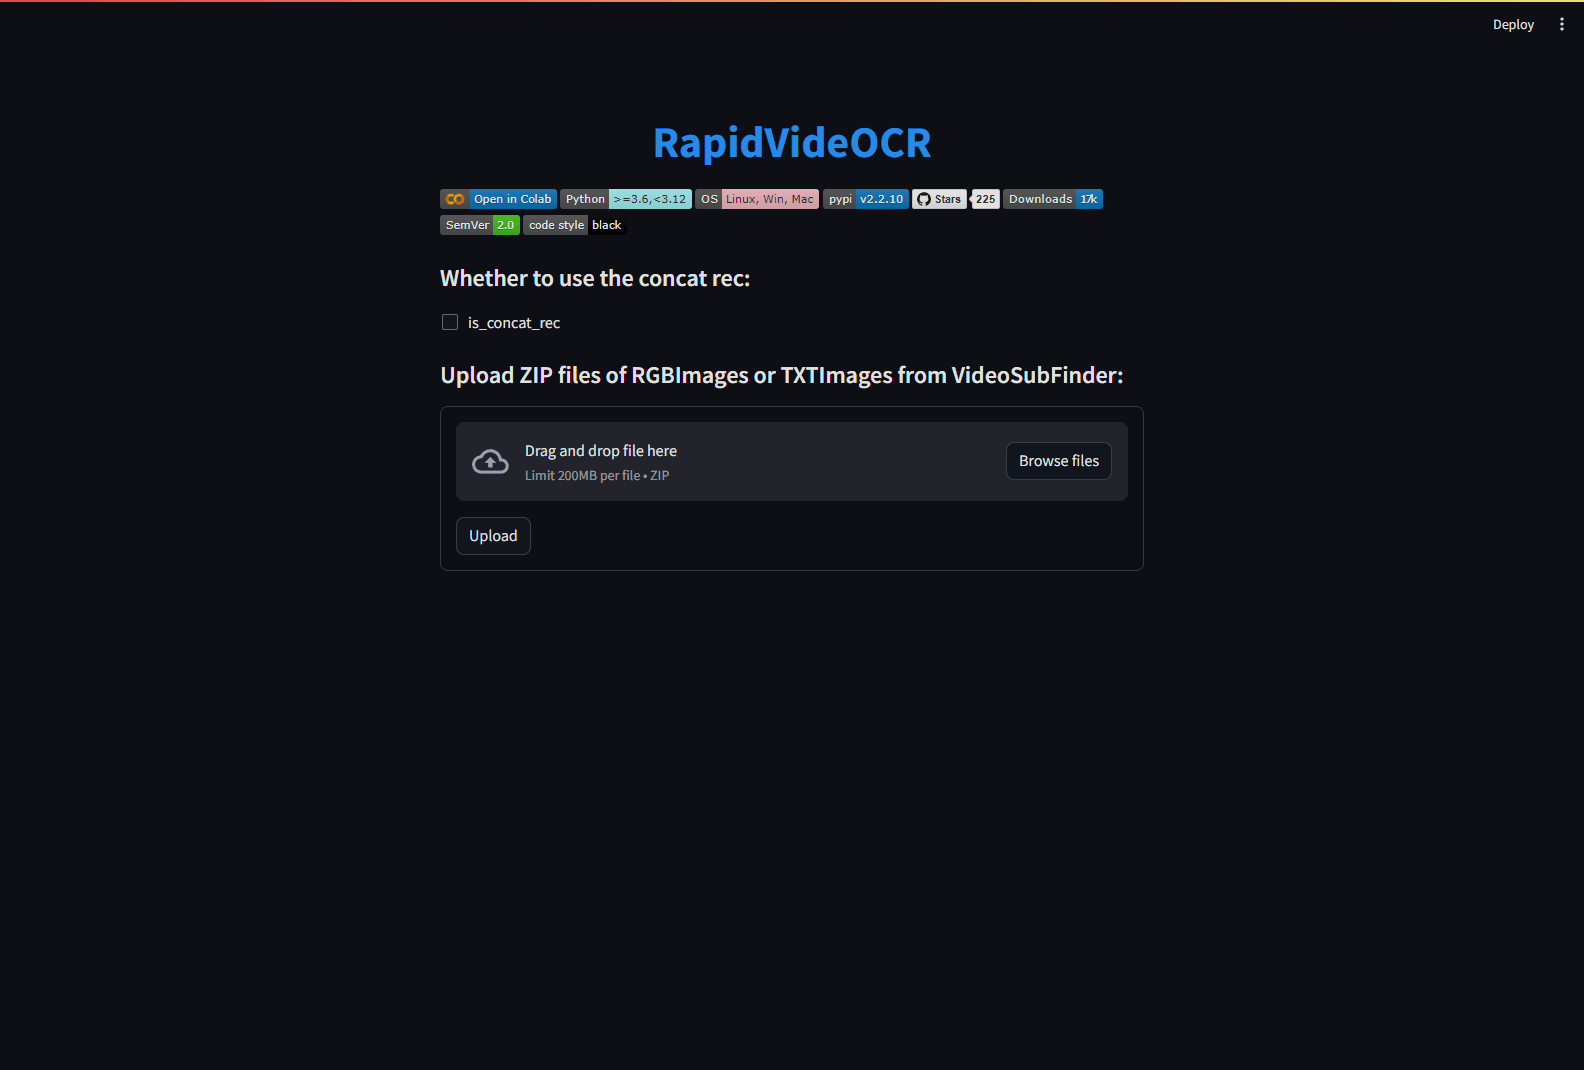 Deploy
RapidVideOCR
Open in Colab Python >=3.6,<3.12 OS Linux, Win, Mac pypi v2.2.10 Stars 225 Downloads 17k
SemVer 2.0 code style black
Whether to use the concat rec:
is_concat_rec
Upload ZIP files of RGBImages or TXTImages from VideoSubFinder:
Drag and drop file here
Limit 200MB per file • ZIP
Browse files
Upload